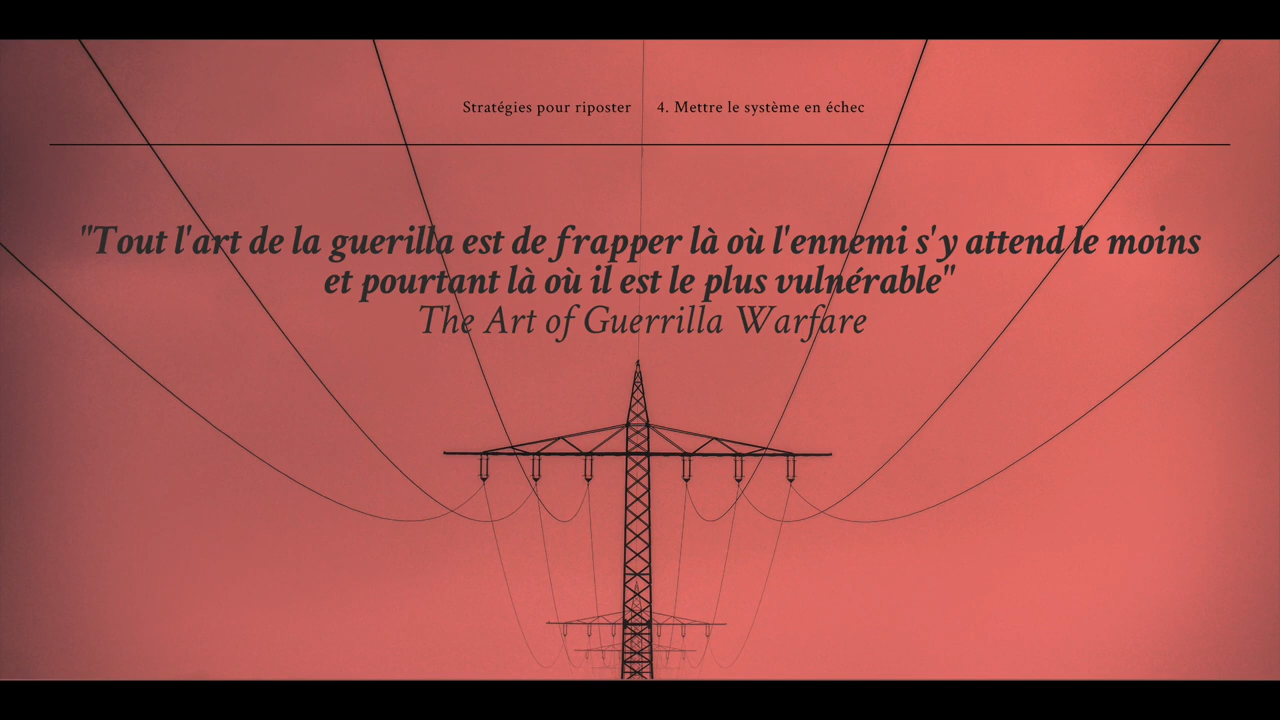 Stratégies pour riposter 4. Mettre le système en échec
"Tout l'art de la guerilla est de frapper là où l'ennemi s'y attend le moins
et pourtant là où il est le plus vulnérable"
The Art of Guerrilla Warfare